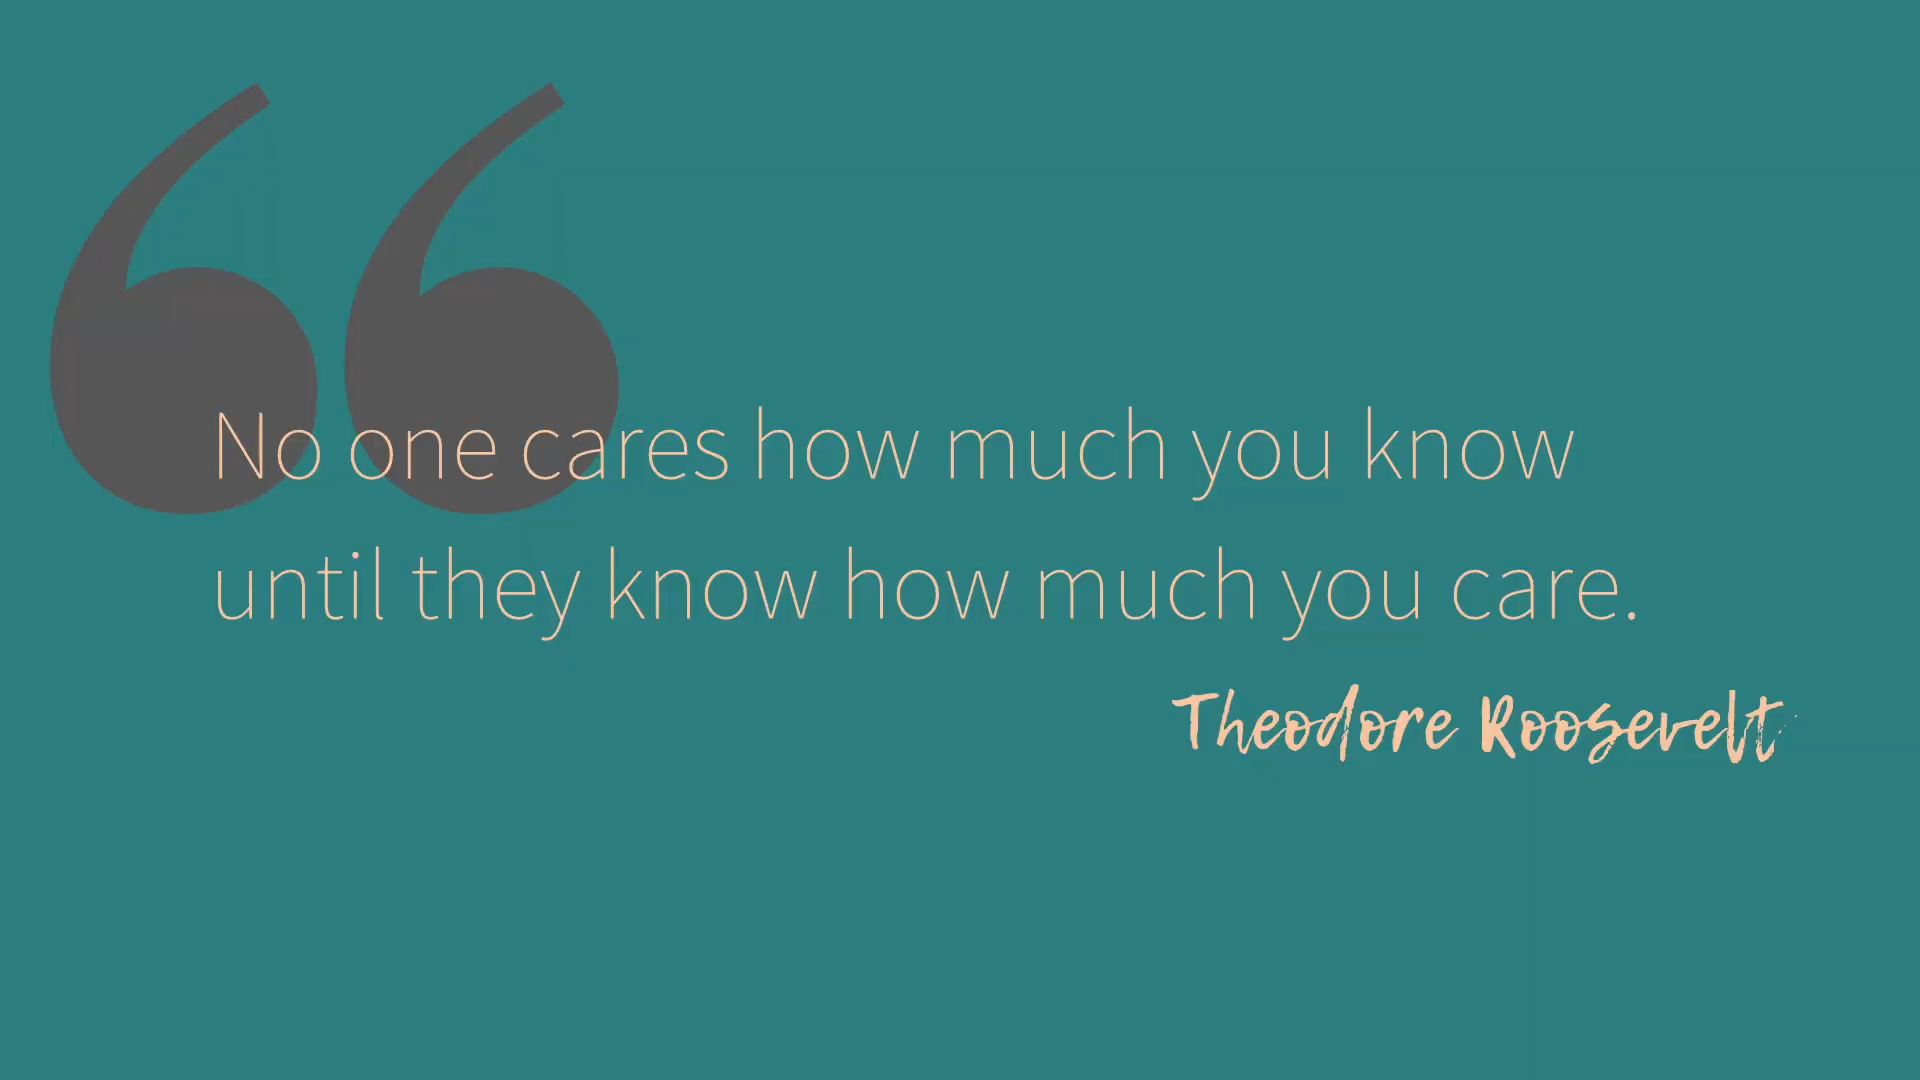 No one cares how much you know
until they know how much you care.
Theodore Roosevelt